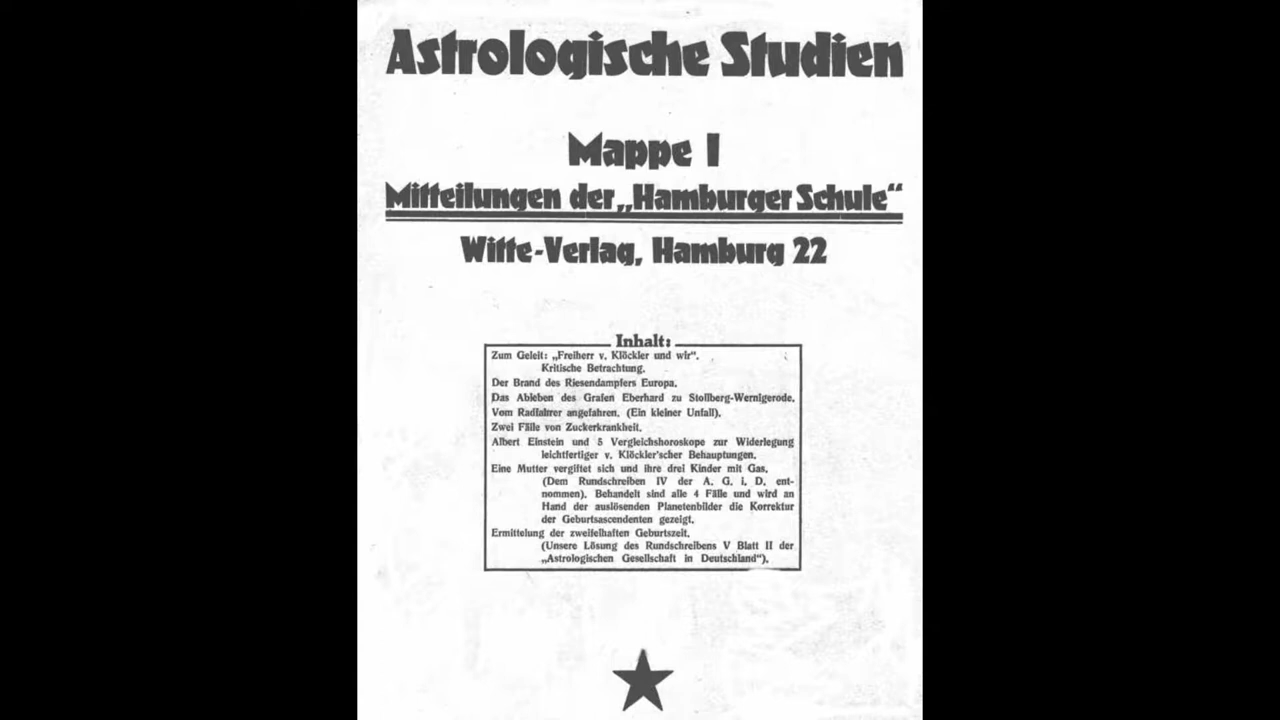 Astrologische Studien
Mappe I
Mitteilungen der „Hamburger Schule“
Witte-Verlag, Hamburg 22
Inhalt:
Zum Geleit: „Freiherr v. Klöckler und wir“.
Kritische Betrachtung.
Der Brand des Riesendampfers Europa.
Das Ableben des Grafen Eberhard zu Stollberg-Wernigerode.
Vom Radfahrer angefahren. (Ein kleiner Unfall).
Zwei Fälle von Zuckerkrankheit.
Albert Einstein und 5 Vergleichshoroskope zur Widerlegung
leichtfertiger v. Klöckler'scher Behauptungen.
Eine Mutter vergiftet sich und ihre drei Kinder mit Gas.
(Dem Rundschreiben IV der A. G. i. D. ent-
nommen). Behandelt sind alle 4 Fälle und wird an
Hand der auslösenden Planetenbilder die Korrektur
der Geburtsascendenten gezeigt.
Ermittelung der zweifelhaften Geburtszeit.
(Unsere Lösung des Rundschreibens V Blatt II der
„Astrologischen Gesellschaft in Deutschland“).